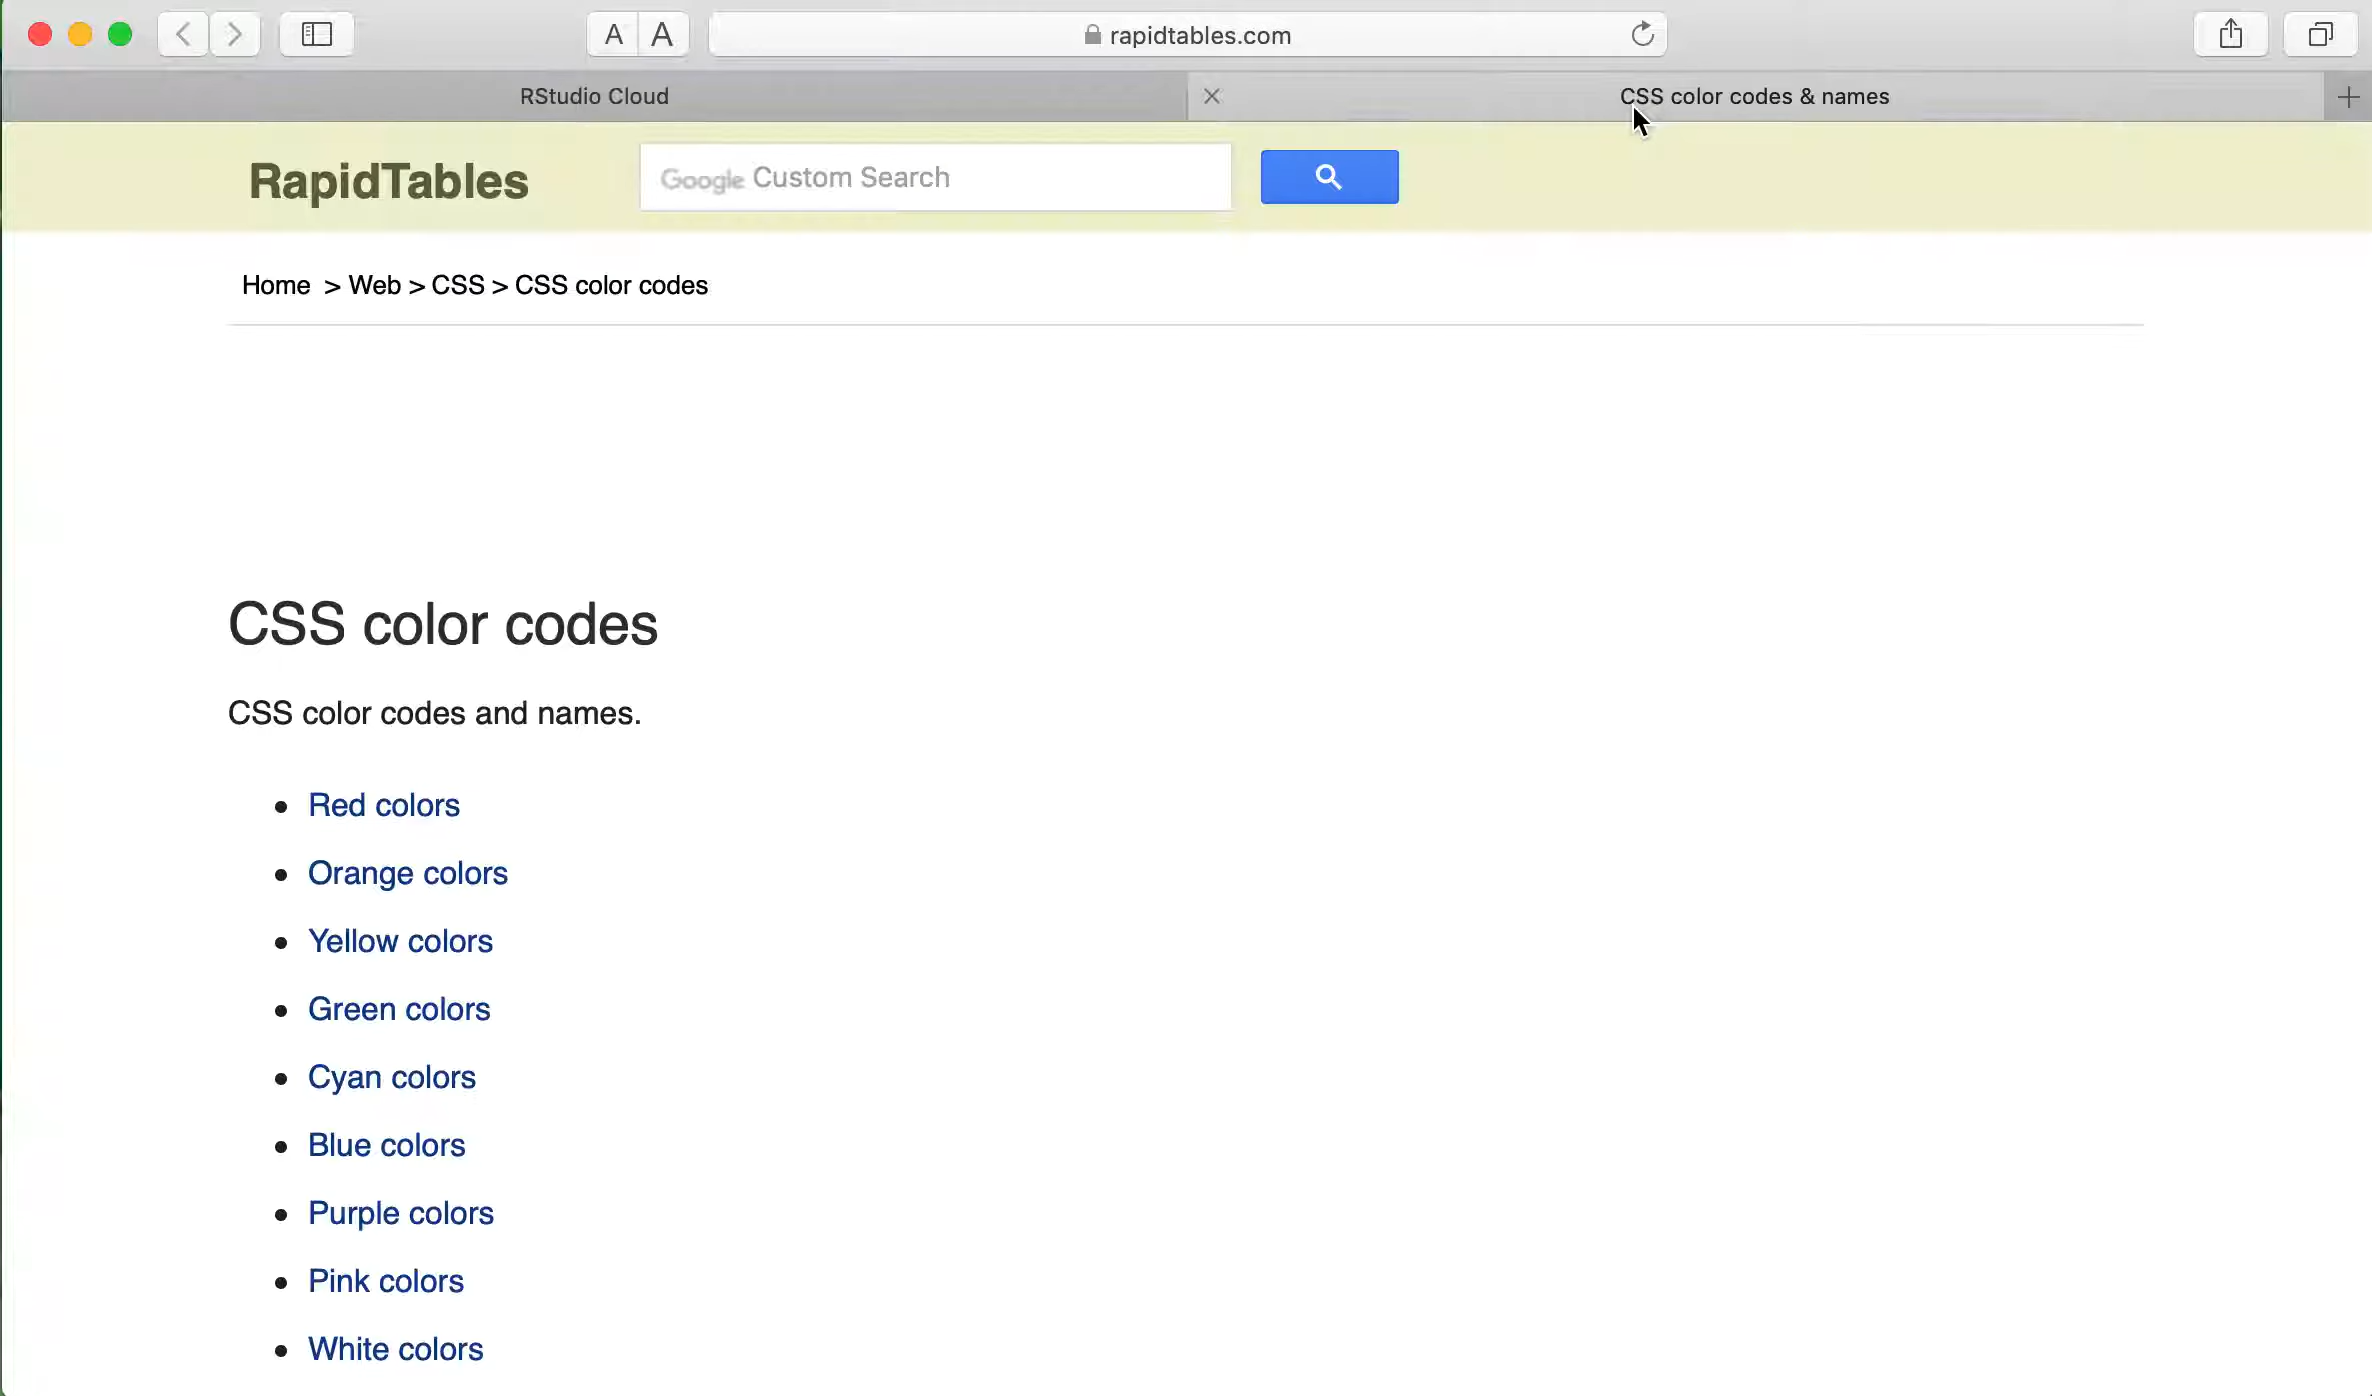 A A rapidtables.com
RStudio Cloud CSS color codes & names
RapidTables Google Custom Search
Home > Web > CSS > CSS color codes
CSS color codes
CSS color codes and names.
Red colors
Orange colors
Yellow colors
Green colors
Cyan colors
Blue colors
Purple colors
Pink colors
White colors